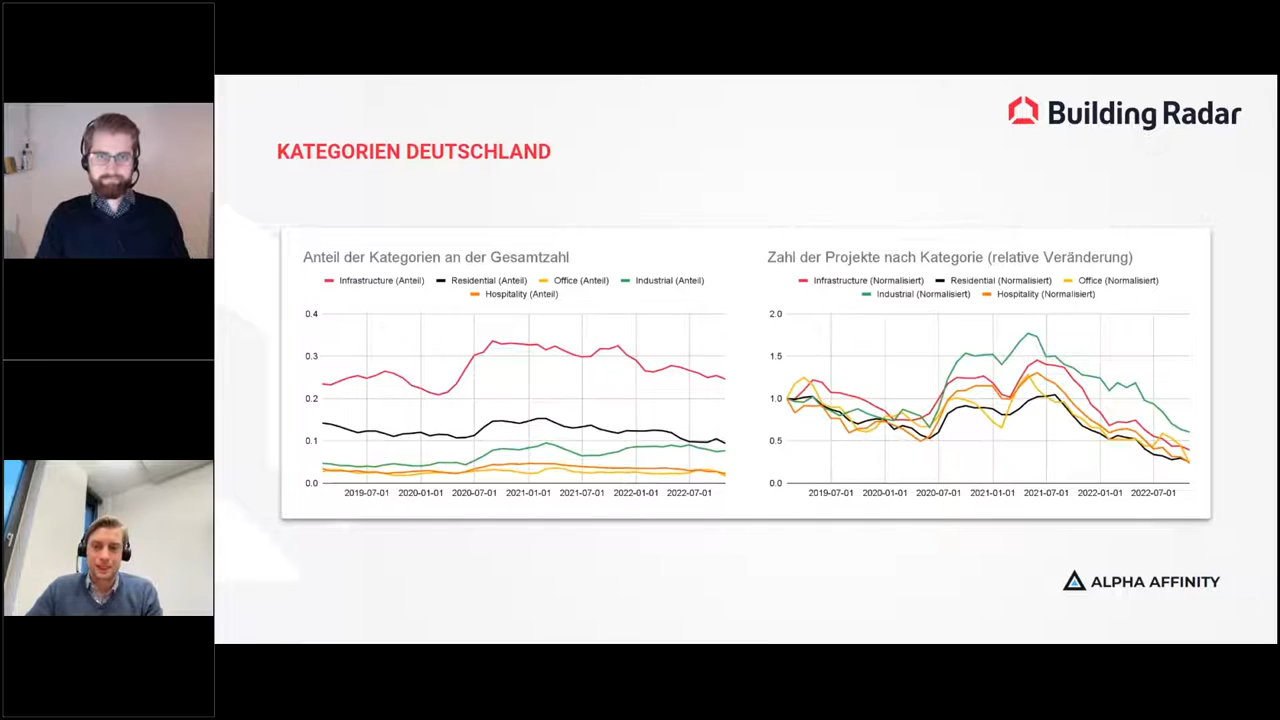 Building Radar
KATEGORIEN DEUTSCHLAND
Anteil der Kategorien an der Gesamtzahl
Infrastructure (Anteil) Residential (Anteil) Office (Anteil) Industrial (Anteil)
Hospitality (Anteil)
0.4
0.3
0.2
0.1
0.0
2019-07-01 2020-01-01 2020-07-01 2021-01-01 2021-07-01 2022-01-01 2022-07-01
Zahl der Projekte nach Kategorie (relative Veränderung)
Infrastructure (Normalisiert) Residential (Normalisiert) Office (Normalisiert)
Industrial (Normalisiert) Hospitality (Normalisiert)
2.0
1.5
1.0
0.5
0.0
2019-07-01 2020-01-01 2020-07-01 2021-01-01 2021-07-01 2022-01-01 2022-07-01
ALPHA AFFINITY